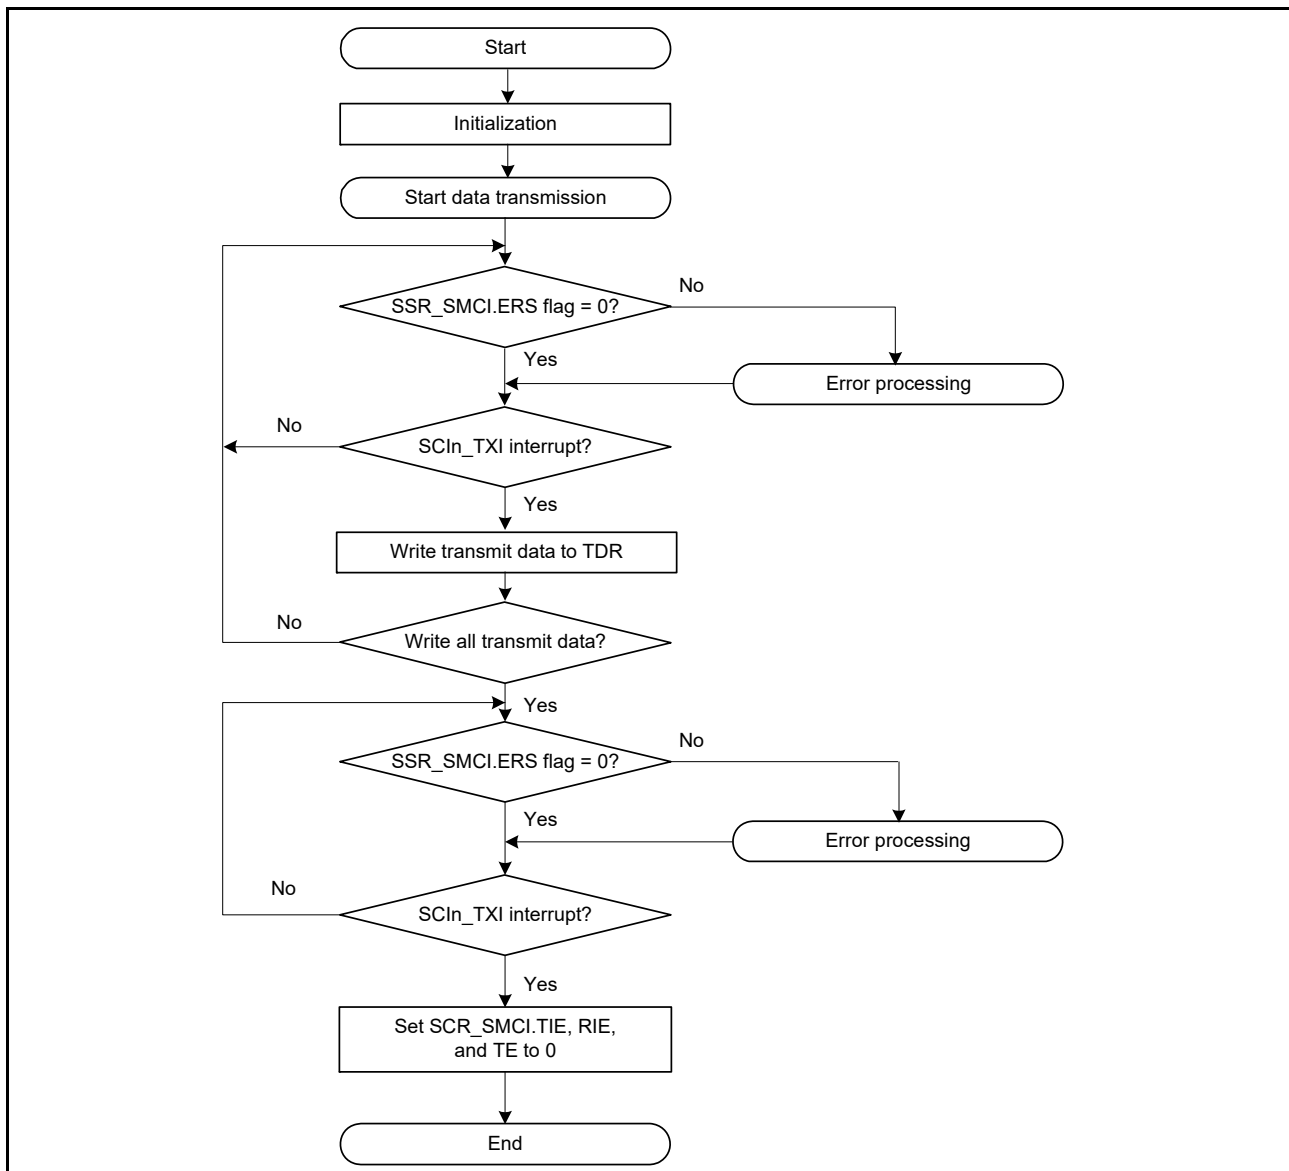 Start
Initialization
Start data transmission
SSR_SMCI.ERS flag = 0?
No
Yes
Error processing
SCIn_TXI interrupt?
No
Yes
Write transmit data to TDR
Write all transmit data?
No
Yes
SSR_SMCI.ERS flag = 0?
No
Yes
Error processing
SCIn_TXI interrupt?
No
Yes
Set SCR_SMCI.TIE, RIE,
and TE to 0
End